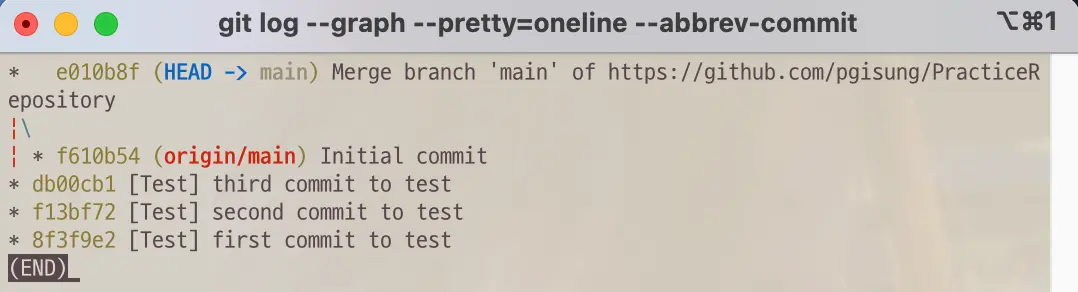 git log --graph --pretty=oneline --abbrev-commit ⌥⌘1
*   e010b8f (HEAD -> main) Merge branch 'main' of https://github.com/pgisung/PracticeR
epository
|\
| * f610b54 (origin/main) Initial commit
* db00cb1 [Test] third commit to test
* f13bf72 [Test] second commit to test
* 8f3f9e2 [Test] first commit to test
(END)